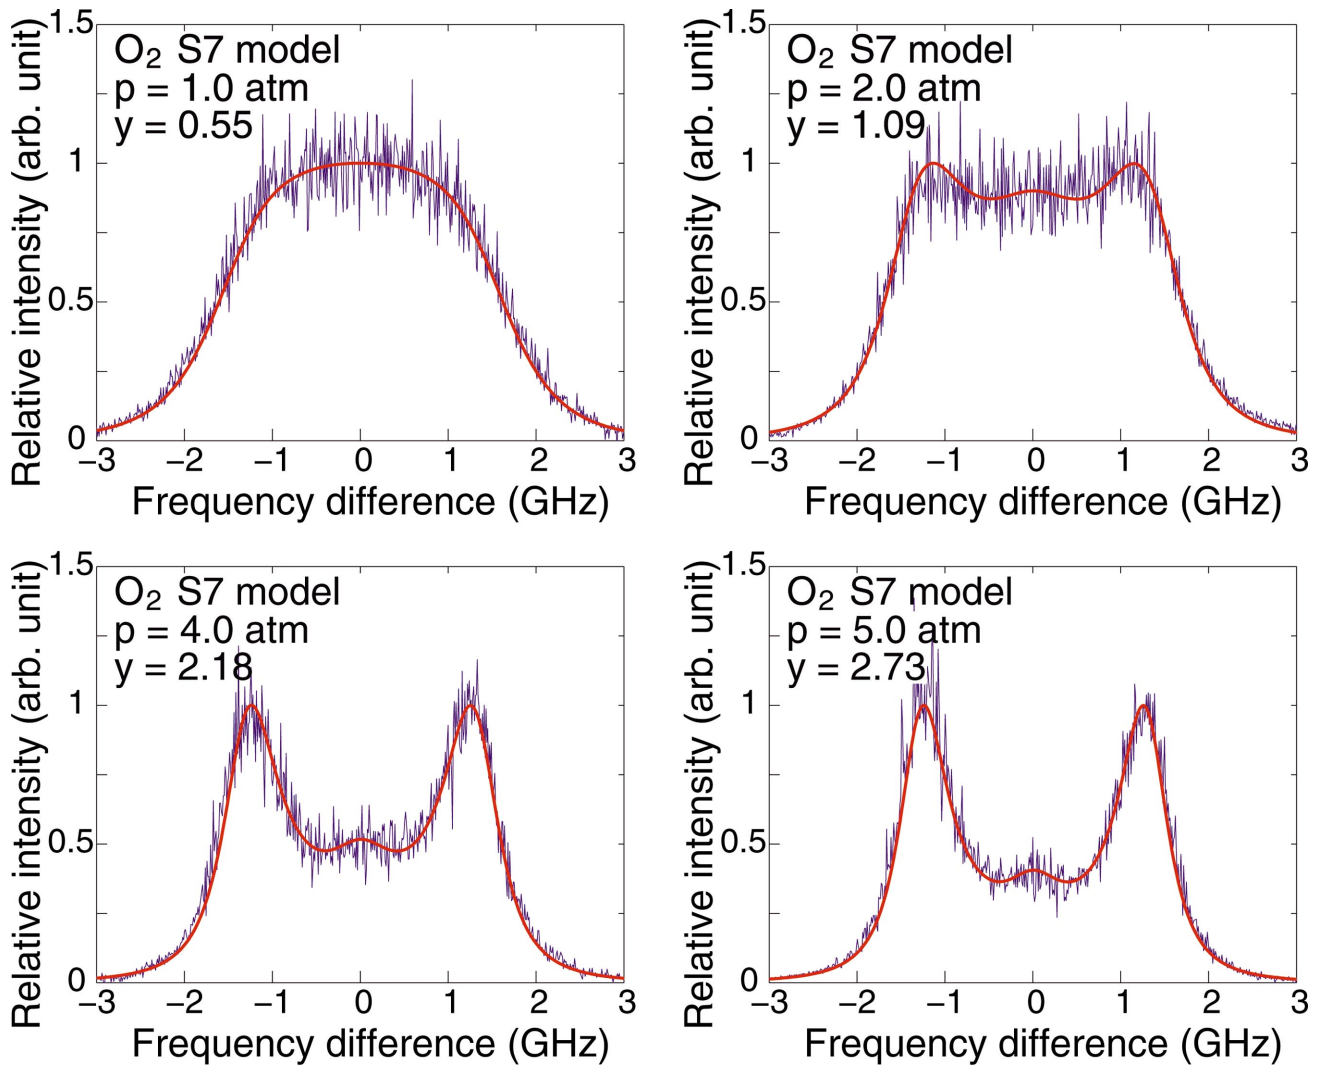 Relative intensity (arb. unit)
1.5
1
0.5
0
O₂ S7 model
p = 1.0 atm
y = 0.55
−3 −2 −1 0 1 2 3
Frequency difference (GHz)
Relative intensity (arb. unit)
1.5
1
0.5
0
O₂ S7 model
p = 2.0 atm
y = 1.09
−3 −2 −1 0 1 2 3
Frequency difference (GHz)
Relative intensity (arb. unit)
1.5
1
0.5
0
O₂ S7 model
p = 4.0 atm
y = 2.18
−3 −2 −1 0 1 2 3
Frequency difference (GHz)
Relative intensity (arb. unit)
1.5
1
0.5
0
O₂ S7 model
p = 5.0 atm
y = 2.73
−3 −2 −1 0 1 2 3
Frequency difference (GHz)